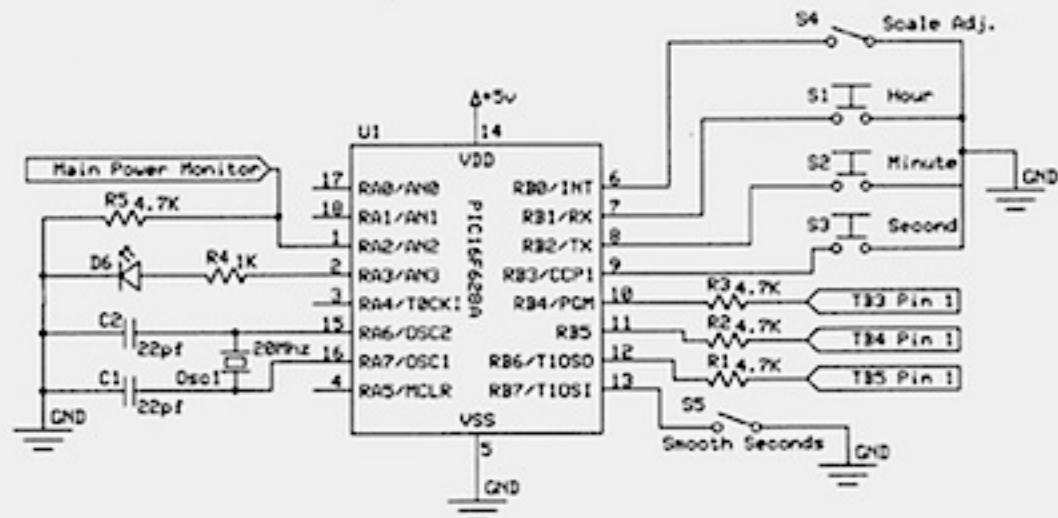 S4 Scale Adj.
S1 Hour
S2 Minute
S3 Second
GND
+5v
U1
14
VDD
PIC16F628A
Main Power Monitor
R5 4.7K
D6
R4 1K
C2
22pf
20Mhz
Osc1
C1
22pf
GND
17 RA0/AN0
18 RA1/AN1
1 RA2/AN2
2 RA3/AN3
3 RA4/T0CKI
15 RA6/OSC2
16 RA7/OSC1
4 RA5/MCLR
RB0/INT 6
RB1/RX 7
RB2/TX 8
RB3/CCP1 9
RB4/PGM 10
RB5 11
RB6/T1OSO 12
RB7/T1OSI 13
VSS
5
GND
R3 4.7K TB3 Pin 1
R2 4.7K TB4 Pin 1
R1 4.7K TB5 Pin 1
S5
Smooth Seconds
GND